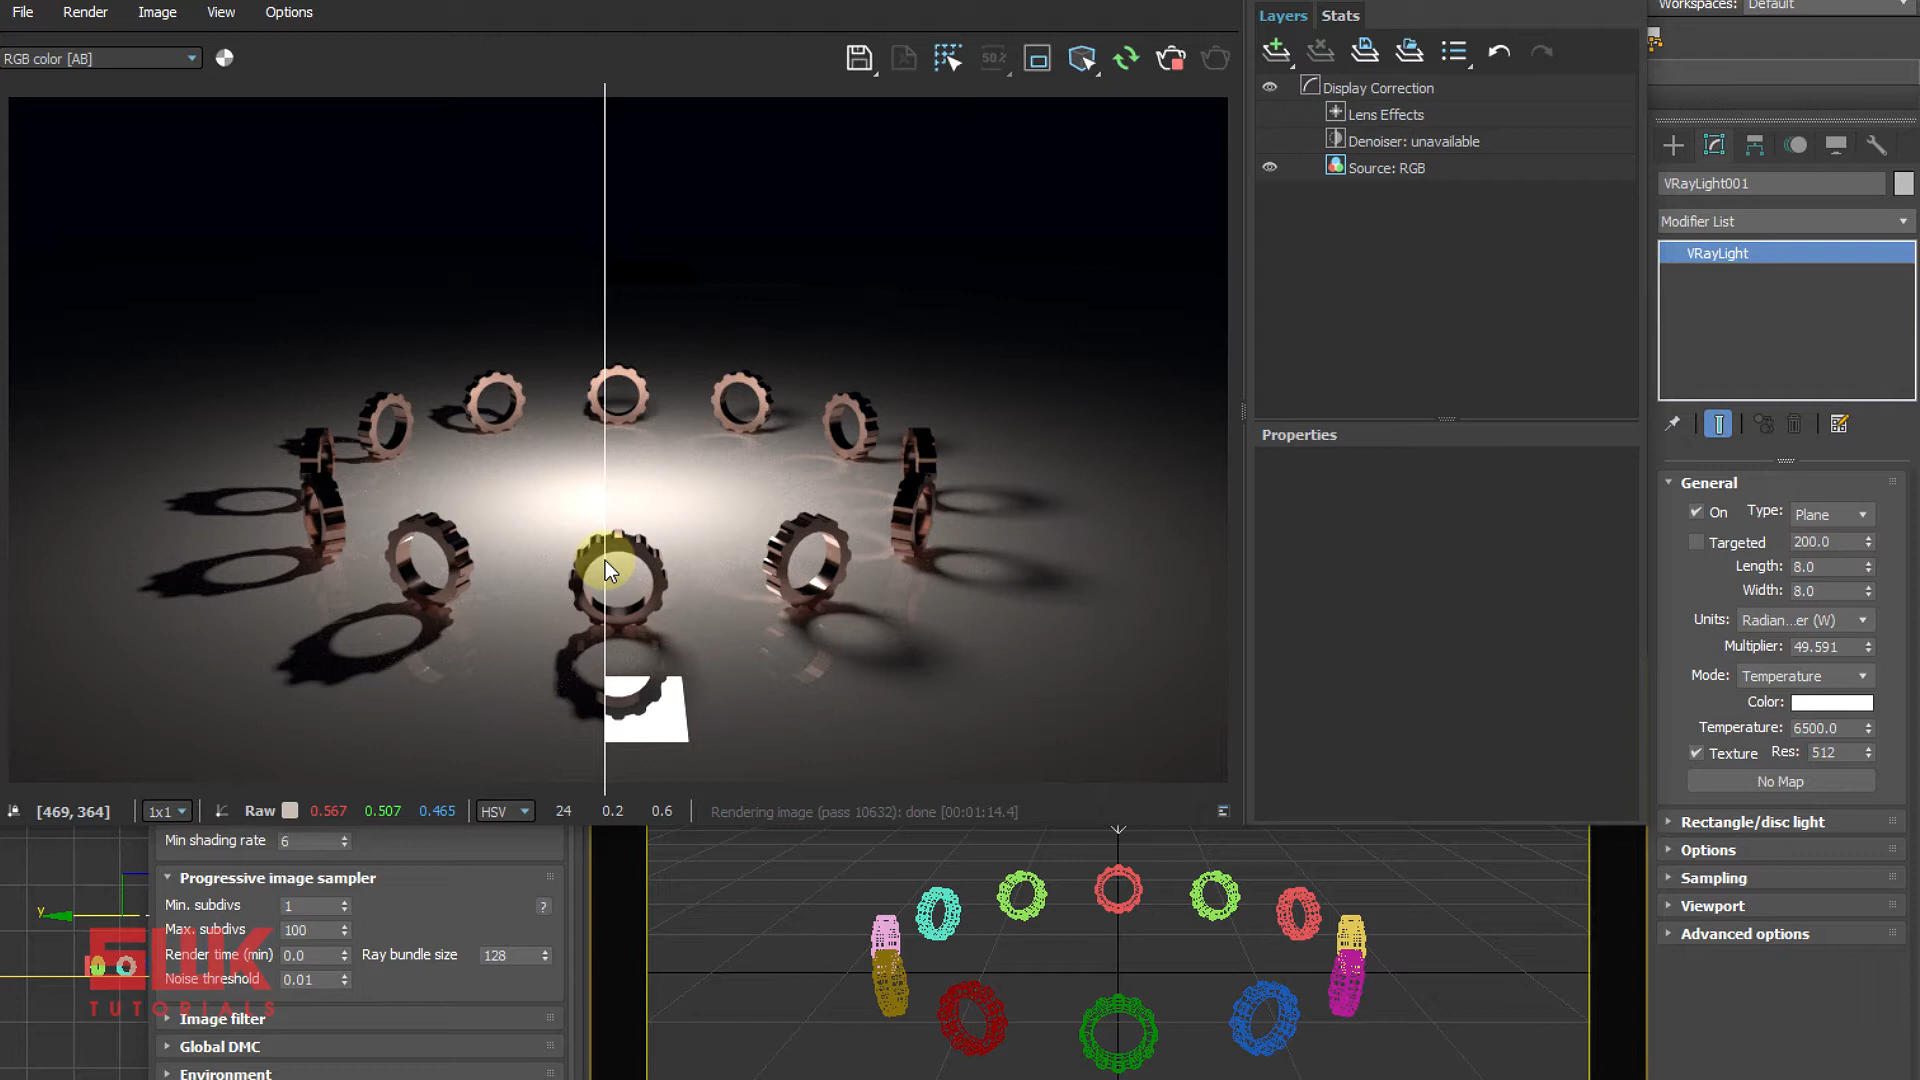 File Render Image View Options
RGB color [AB]
Layers Stats
Display Correction
Lens Effects
Denoiser: unavailable
Source: RGB
Properties
Workspaces: Default
VRayLight001
Modifier List
VRayLight
General
On Type: Plane
Targeted 200.0
Length: 8.0
Width: 8.0
Units: Radian...er (W)
Multiplier: 49.591
Mode: Temperature
Color:
Temperature: 6500.0
Texture Res: 512
No Map
Rectangle/disc light
Options
Sampling
Viewport
Advanced options
[469, 364] 1x1 Raw 0.567 0.507 0.465 HSV 24 0.2 0.6 Rendering image (pass 10632): done [00:01:14.4]
Min shading rate 6
Progressive image sampler
Min. subdivs 1 ?
Max. subdivs 100
Render time (min) 0.0 Ray bundle size 128
Noise threshold 0.01
Image filter
Global DMC
Environment
y
TUTORIALS